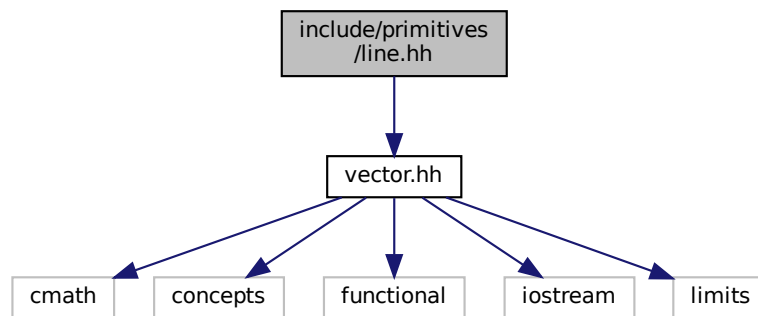 include/primitives
/line.hh
vector.hh
cmath
concepts
functional
iostream
limits